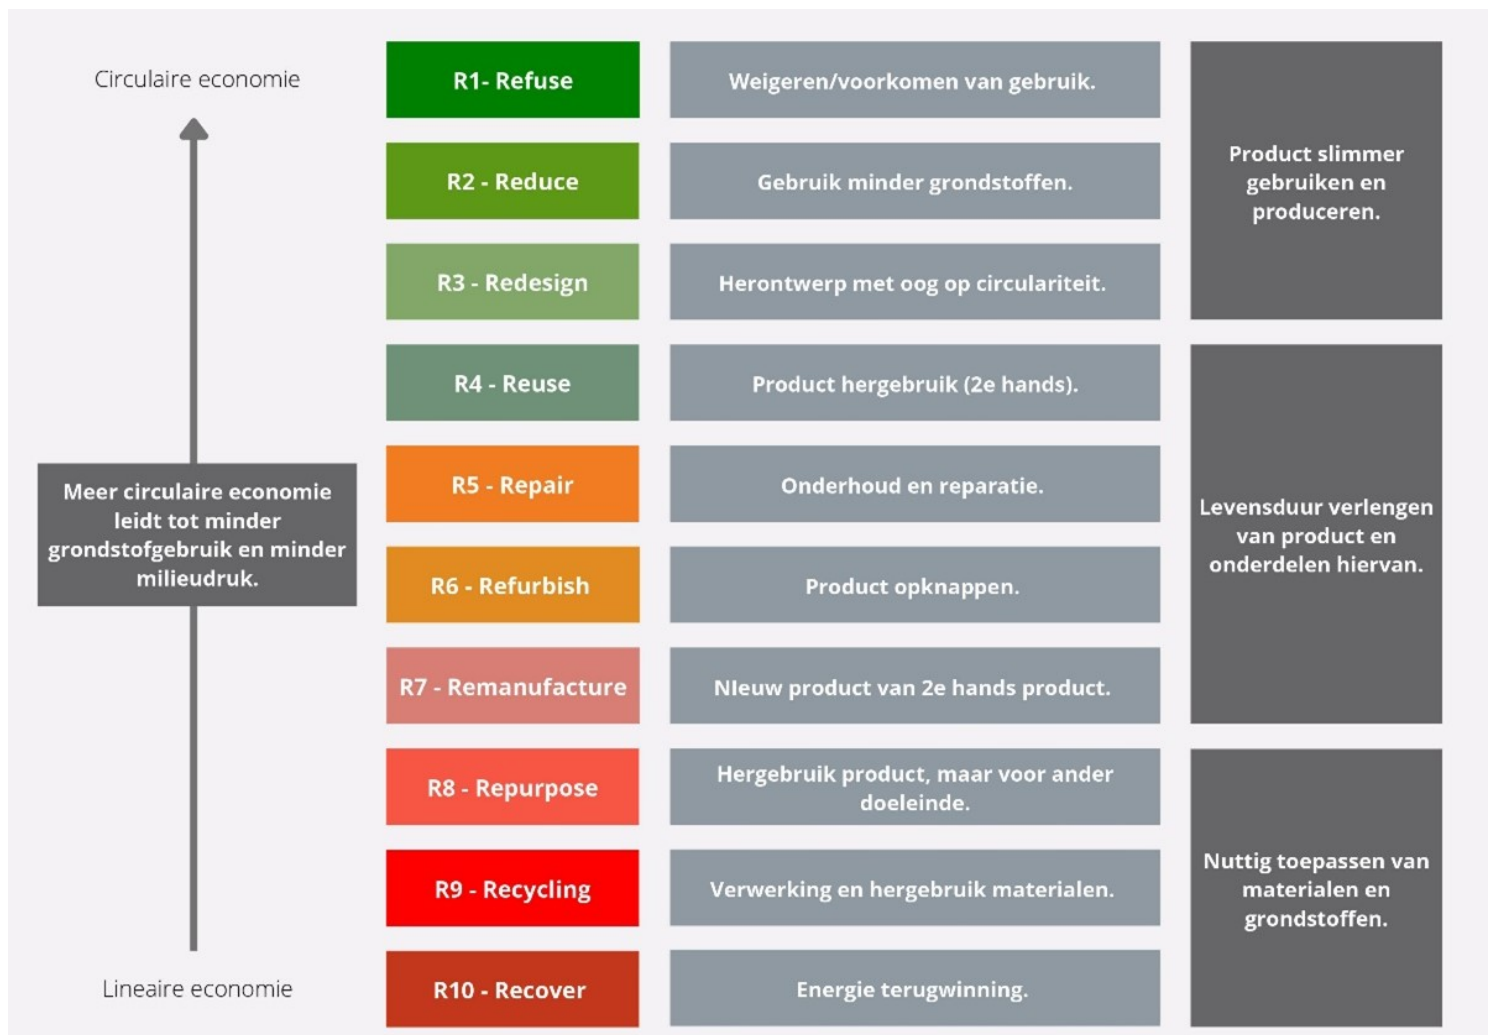 Circulaire economie
R1- Refuse
Weigeren/voorkomen van gebruik.
Product slimmer
gebruiken en
produceren.
R2 - Reduce
Gebruik minder grondstoffen.
R3 - Redesign
Herontwerp met oog op circulariteit.
R4 - Reuse
Product hergebruik (2e hands).
Meer circulaire economie
leidt tot minder
grondstofgebruik en minder
milieudruk.
R5 - Repair
Onderhoud en reparatie.
Levensduur verlengen
van product en
onderdelen hiervan.
R6 - Refurbish
Product opknappen.
R7 - Remanufacture
NIeuw product van 2e hands product.
R8 - Repurpose
Hergebruik product, maar voor ander
doeleinde.
Nuttig toepassen van
materialen en
grondstoffen.
R9 - Recycling
Verwerking en hergebruik materialen.
Lineaire economie
R10 - Recover
Energie terugwinning.